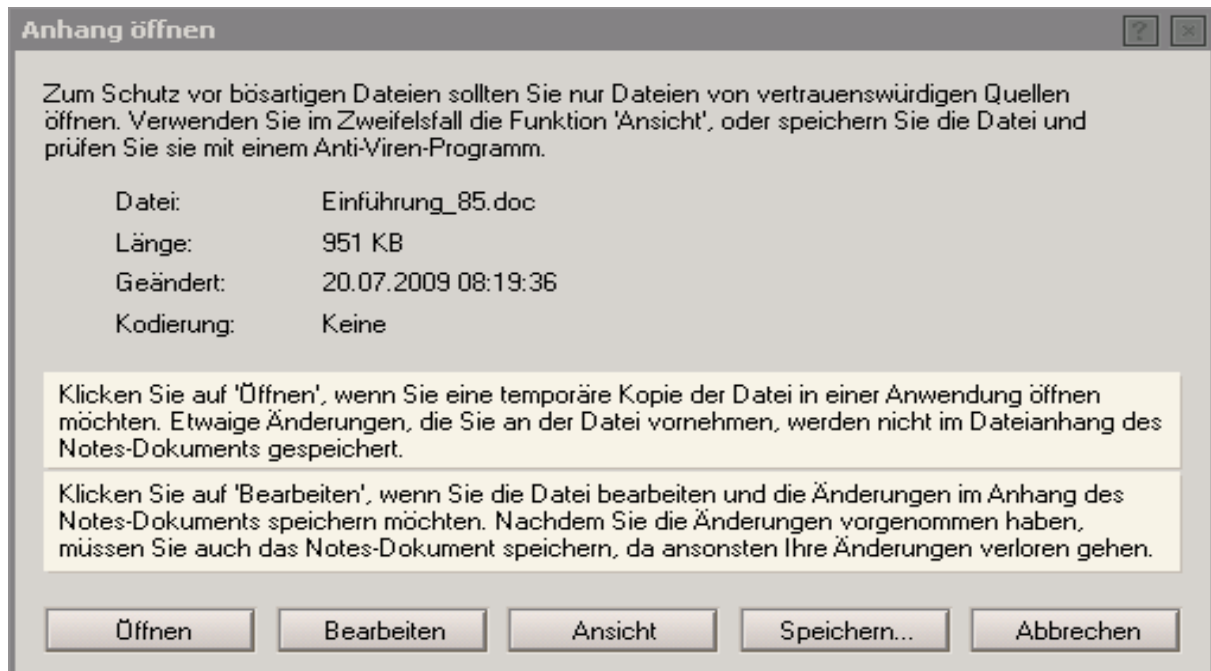 Anhang öffnen
Zum Schutz vor bösartigen Dateien sollten Sie nur Dateien von vertrauenswürdigen Quellen
öffnen. Verwenden Sie im Zweifelsfall die Funktion 'Ansicht', oder speichern Sie die Datei und
prüfen Sie sie mit einem Anti-Viren-Programm.
Datei: Einführung_85.doc
Länge: 951 KB
Geändert: 20.07.2009 08:19:36
Kodierung: Keine
Klicken Sie auf 'Öffnen', wenn Sie eine temporäre Kopie der Datei in einer Anwendung öffnen
möchten. Etwaige Änderungen, die Sie an der Datei vornehmen, werden nicht im Dateianhang des
Notes-Dokuments gespeichert.
Klicken Sie auf 'Bearbeiten', wenn Sie die Datei bearbeiten und die Änderungen im Anhang des
Notes-Dokuments speichern möchten. Nachdem Sie die Änderungen vorgenommen haben,
müssen Sie auch das Notes-Dokument speichern, da ansonsten Ihre Änderungen verloren gehen.
Öffnen Bearbeiten Ansicht Speichern... Abbrechen